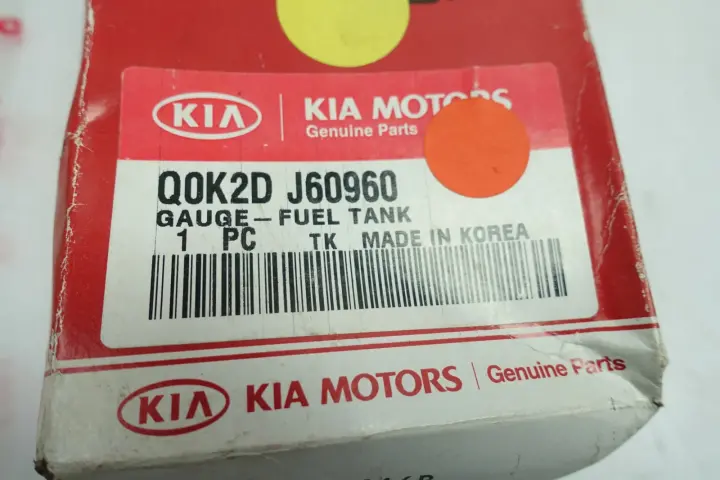 KIA | KIA MOTORS
Genuine Parts
Q0K2D J60960
GAUGE-FUEL TANK
1 PC TK MADE IN KOREA
KIA KIA MOTORS | Genuine Parts